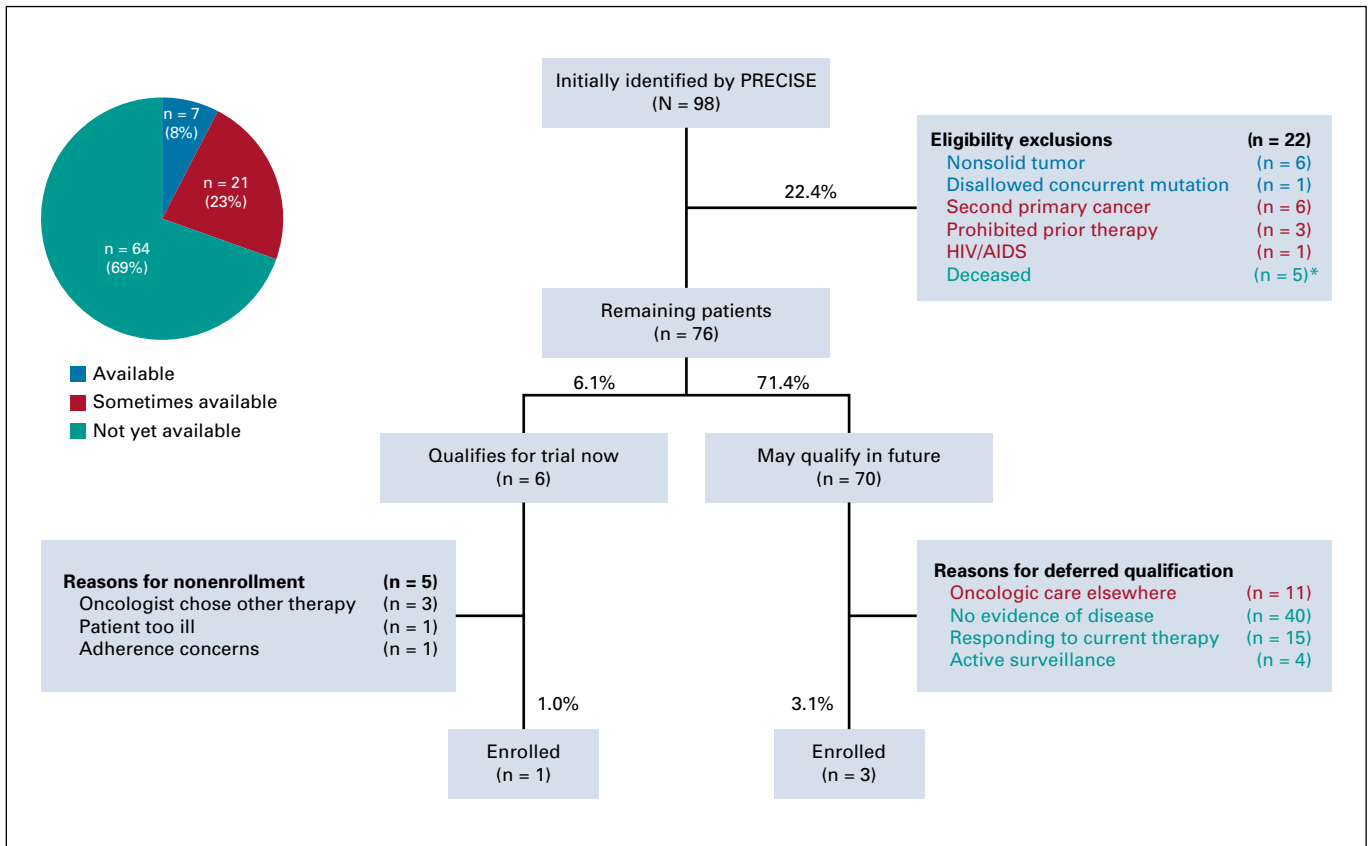 Initially identified by PRECISE
(N = 98)
n = 7
(8%)
n = 21
(23%)
n = 64
(69%)
Available
Sometimes available
Not yet available
22.4%
Eligibility exclusions (n = 22)
Nonsolid tumor (n = 6)
Disallowed concurrent mutation (n = 1)
Second primary cancer (n = 6)
Prohibited prior therapy (n = 3)
HIV/AIDS (n = 1)
Deceased (n = 5)*
Remaining patients
(n = 76)
6.1% 71.4%
Qualifies for trial now
(n = 6)
May qualify in future
(n = 70)
Reasons for nonenrollment (n = 5)
Oncologist chose other therapy (n = 3)
Patient too ill (n = 1)
Adherence concerns (n = 1)
Reasons for deferred qualification
Oncologic care elsewhere (n = 11)
No evidence of disease (n = 40)
Responding to current therapy (n = 15)
Active surveillance (n = 4)
1.0% 3.1%
Enrolled
(n = 1)
Enrolled
(n = 3)